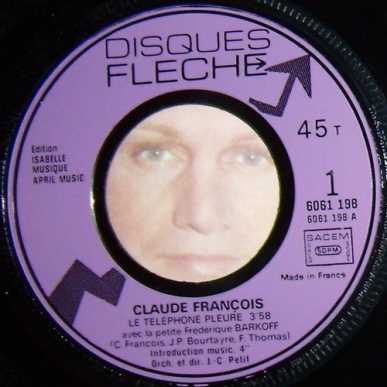 DISQUES
FLECHE
45 T
Edition
ISABELLE
MUSIQUE
APRIL MUSIC
1
6061 198
6061 198 A
SACEM
SDRM
Made in France
CLAUDE FRANÇOIS
LE TELEPHONE PLEURE 3'58
avec la petite Frédérique BARKOFF
(C. François, J.P. Bourtayre, F. Thomas)
Introduction music. 4"
Orch. et dir. J.-C. Petit